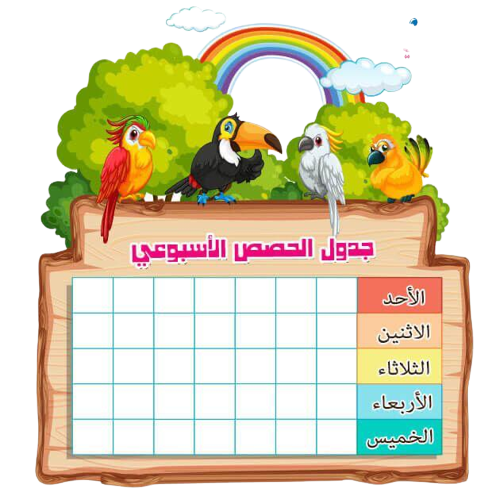 جدول الحصص الأسبوعي
الأحد
الاثنين
الثلاثاء
الأربعاء
الخميس